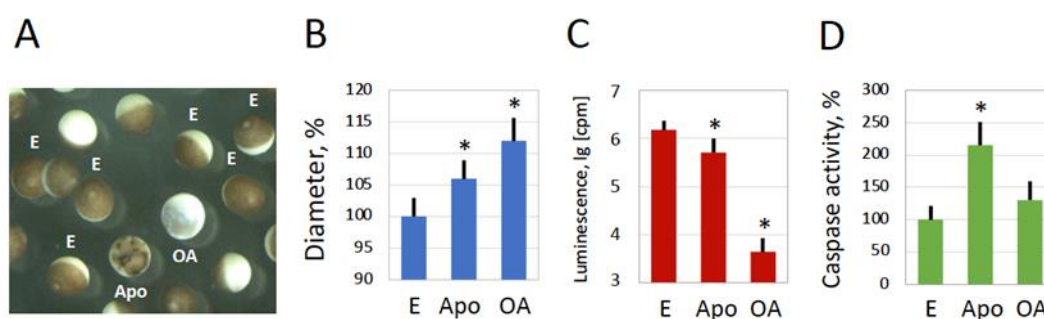 A
E
E
E
E
E
OA
Apo
B
Diameter, %
120
115
110
105
100
95
90
*
*
E Apo OA
C
Luminescence, lg [cpm]
7
6
5
4
3
*
*
E Apo OA
D
Caspase activity, %
300
250
200
150
100
50
0
*
E Apo OA